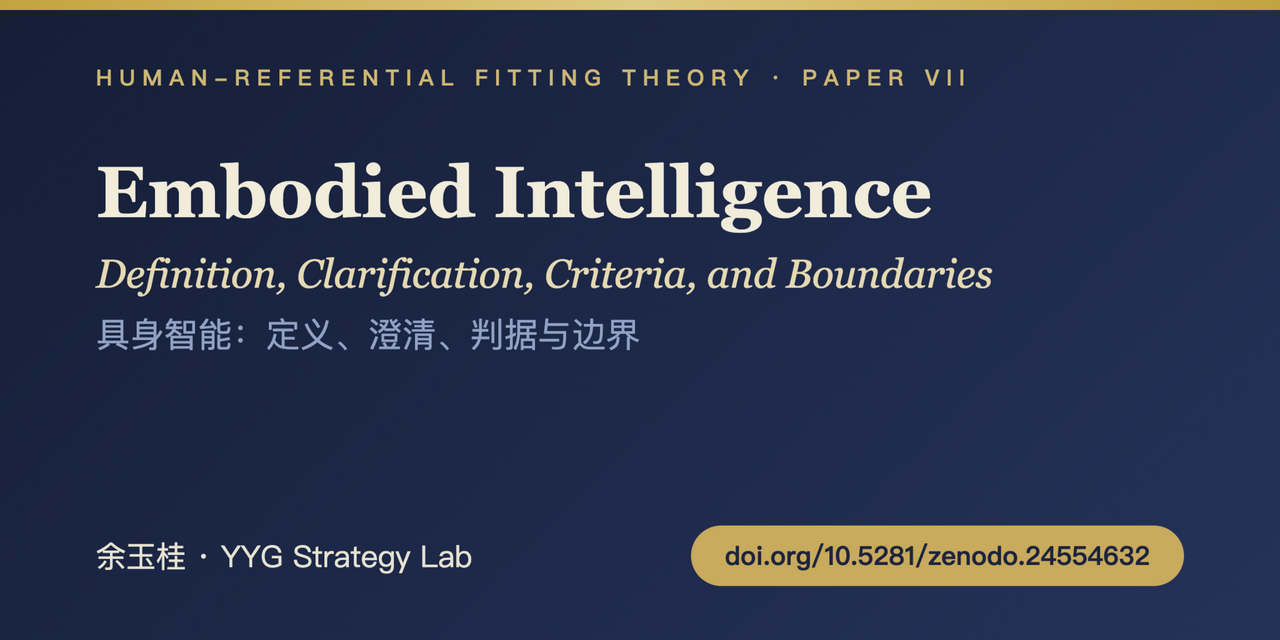 HUMAN–REFERENTIAL FITTING THEORY · PAPER VII
Embodied Intelligence
Definition, Clarification, Criteria, and Boundaries
具身智能：定义、澄清、判据与边界
余玉桂 · YYG Strategy Lab
doi.org/10.5281/zenodo.24554632